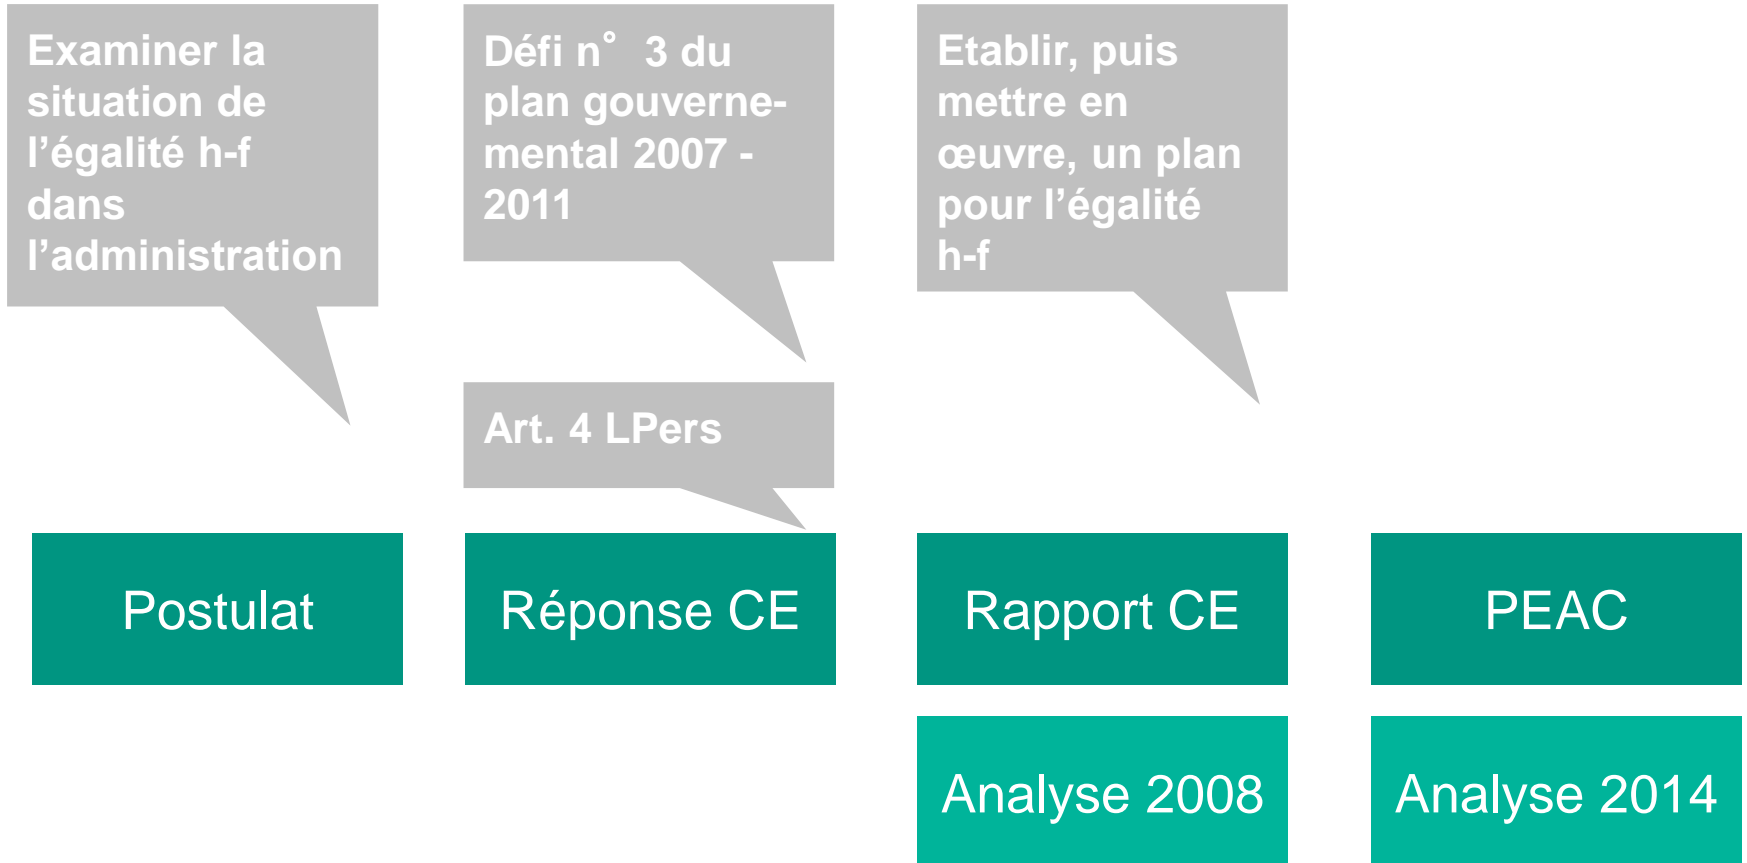 Examiner la
situation de
l’égalité h-f
dans
l’administration
Défi n° 3 du
plan gouverne-
mental 2007 -
2011
Etablir, puis
mettre en
œuvre, un plan
pour l’égalité
h-f
Art. 4 LPers
Postulat
Réponse CE
Rapport CE
PEAC
Analyse 2008
Analyse 2014